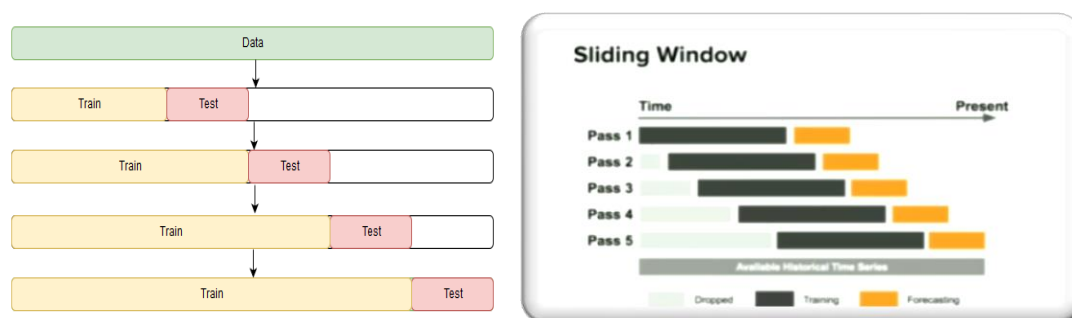 Data
Train Test
Train Test
Train Test
Train Test
Sliding Window
Time Present
Pass 1
Pass 2
Pass 3
Pass 4
Pass 5
Available Historical Time Series
Dropped Training Forecasting